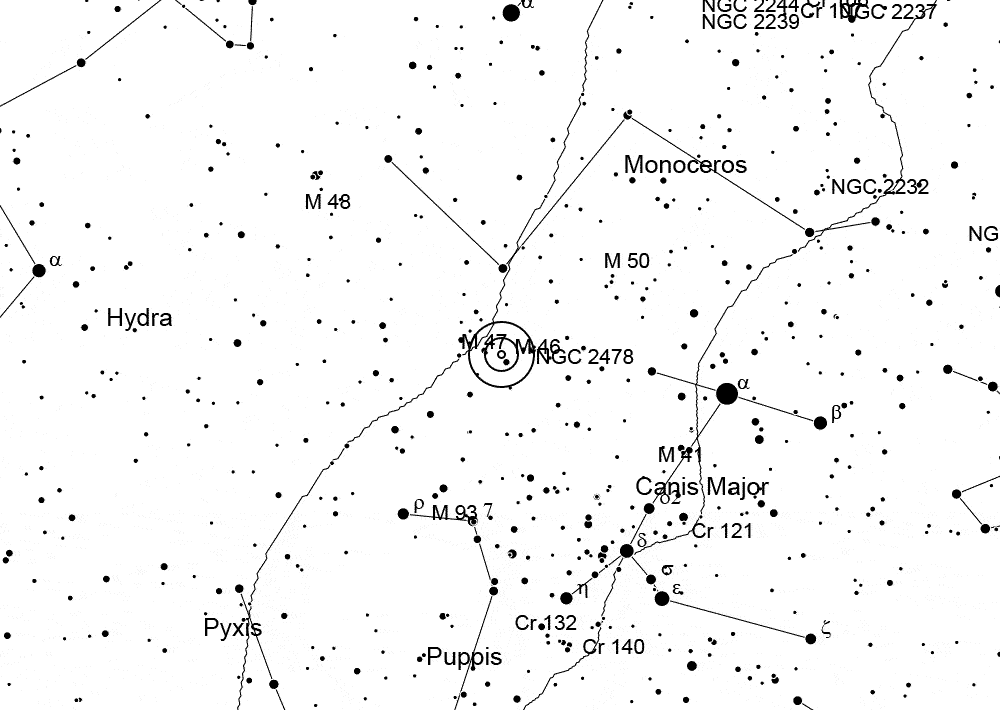 α
NGC 2244
NGC 2237
NGC 2239
Monoceros
NGC 2232
M 48
α
M 50
NG
Hydra
M 47
M 46
NGC 2478
α
β
M 41
Canis Major
ο2
ρ
M 93
Cr 121
δ
σ
η
ε
Cr 132
ζ
Pyxis
Cr 140
Puppis